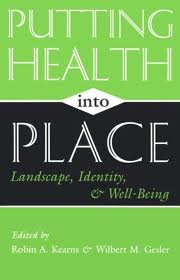 PUTTING
HEALTH
into
PLACE
Landscape, Identity,
& Well-Being
Edited by
Robin A. Kearns & Wilbert M. Gesler